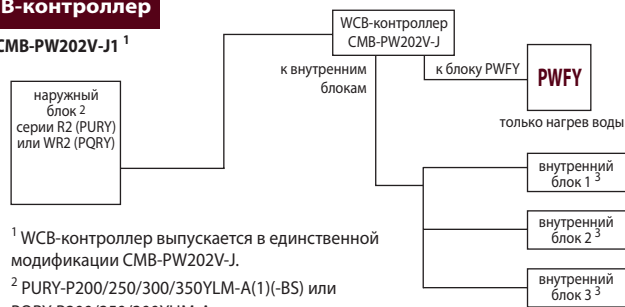 В-контроллер
CMB-PW202V-J1 1
WCB-контроллер
CMB-PW202V-J
к внутренним
блокам
к блоку PWFY
PWFY
только нагрев воды
наружный
блок 2
серии R2 (PURY)
или WR2 (PQRY)
внутренний
блок 1 3
внутренний
блок 2 3
внутренний
блок 3 3
1 WCB-контроллер выпускается в единственной
модификации CMB-PW202V-J.
2 PURY-P200/250/300/350YLM-A(1)(-BS) или